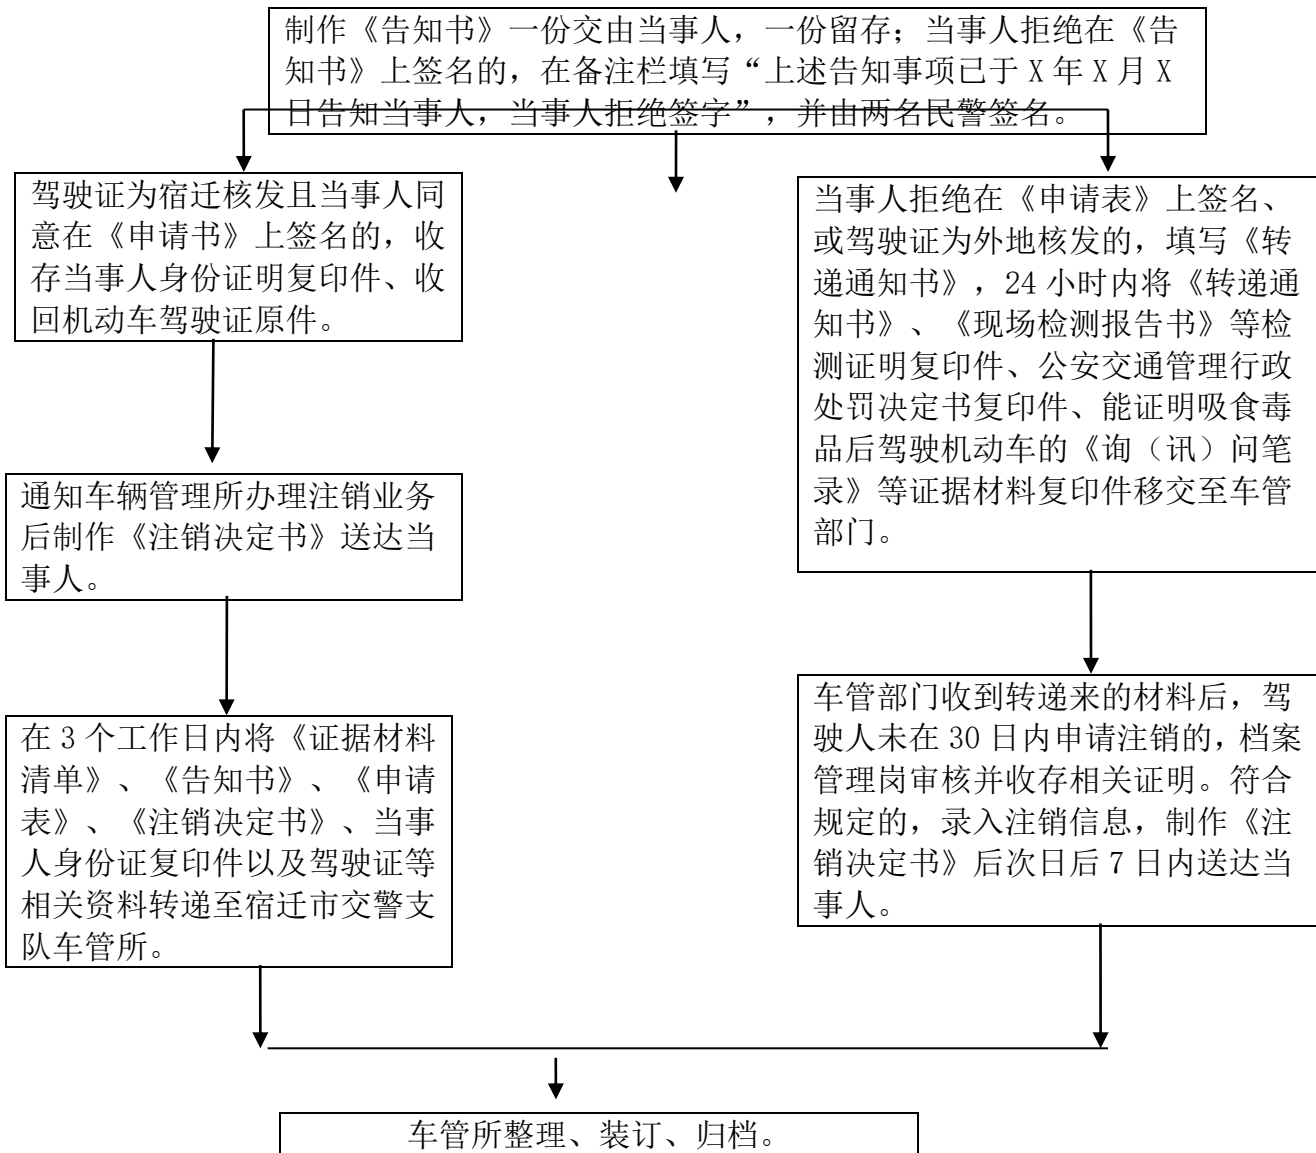 制作《告知书》一份交由当事人，一份留存；当事人拒绝在《告
知书》上签名的，在备注栏填写“上述告知事项已于 X 年 X 月 X
日告知当事人，当事人拒绝签字”，并由两名民警签名。
驾驶证为宿迁核发且当事人同
意在《申请书》上签名的，收
存当事人身份证明复印件、收
回机动车驾驶证原件。
通知车辆管理所办理注销业务
后制作《注销决定书》送达当
事人。
在 3 个工作日内将《证据材料
清单》、《告知书》、《申请
表》、《注销决定书》、当事
人身份证复印件以及驾驶证等
相关资料转递至宿迁市交警支
队车管所。
当事人拒绝在《申请表》上签名、
或驾驶证为外地核发的，填写《转
递通知书》，24 小时内将《转递通
知书》、《现场检测报告书》等检
测证明复印件、公安交通管理行政
处罚决定书复印件、能证明吸食毒
品后驾驶机动车的《询（讯）问笔
录》等证据材料复印件移交至车管
部门。
车管部门收到转递来的材料后，驾
驶人未在 30 日内申请注销的，档案
管理岗审核并收存相关证明。符合
规定的，录入注销信息，制作《注
销决定书》后次日后 7 日内送达当
事人。
车管所整理、装订、归档。